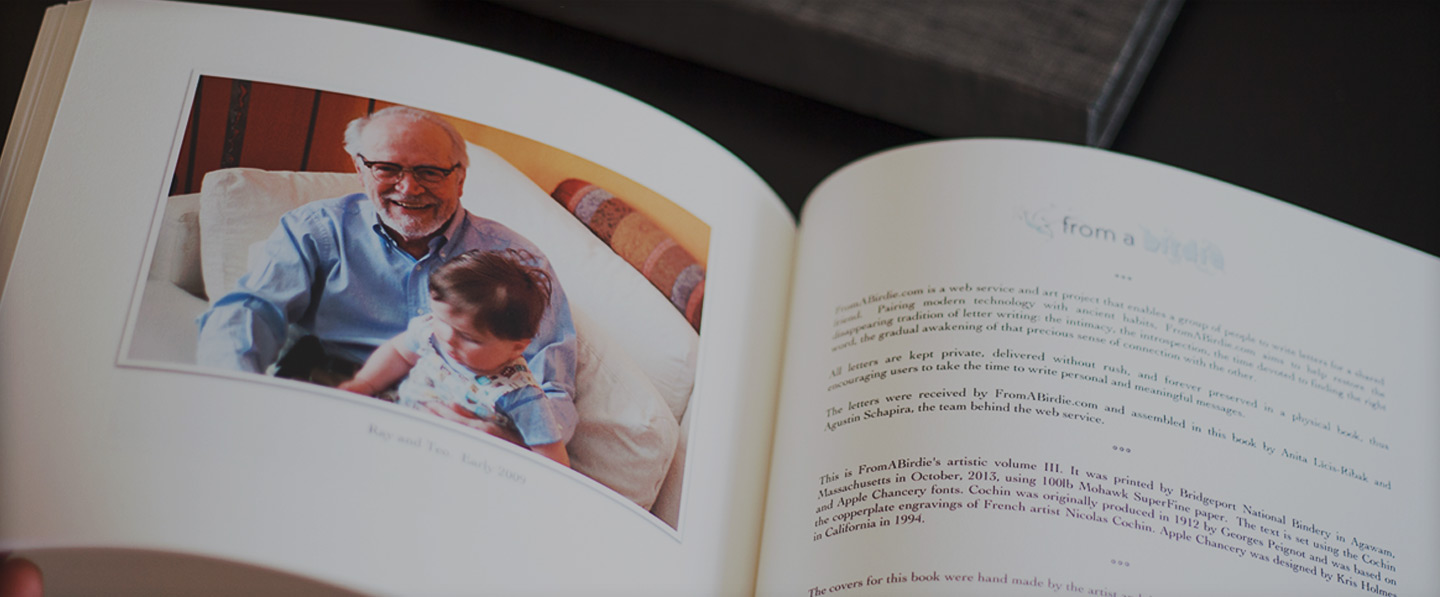 Ray and Teo. Early 2009
from a birdie
***
FromABirdie.com is a web service and art project that enables a group of people to write letters for a shared
friend. Pairing modern technology with ancient habits, FromABirdie.com aims to help restore the
disappearing tradition of letter writing: the intimacy, the introspection, the time devoted to finding the right
word, the gradual awakening of that precious sense of connection with the other.
All letters are kept private, delivered without rush, and forever preserved in a physical book, thus
encouraging users to take the time to write personal and meaningful messages.
The letters were received by FromABirdie.com and assembled in this book by Anita Licis-Ribak and
Agustin Schapira, the team behind the web service.
***
This is FromABirdie's artistic volume III. It was printed by Bridgeport National Bindery in Agawam,
Massachusetts in October, 2013, using 100lb Mohawk SuperFine paper. The text is set using the Cochin
and Apple Chancery fonts. Cochin was originally produced in 1912 by Georges Peignot and was based on
the copperplate engravings of French artist Nicolas Cochin. Apple Chancery was designed by Kris Holmes
in California in 1994.
***
The covers for this book were hand made by the artist